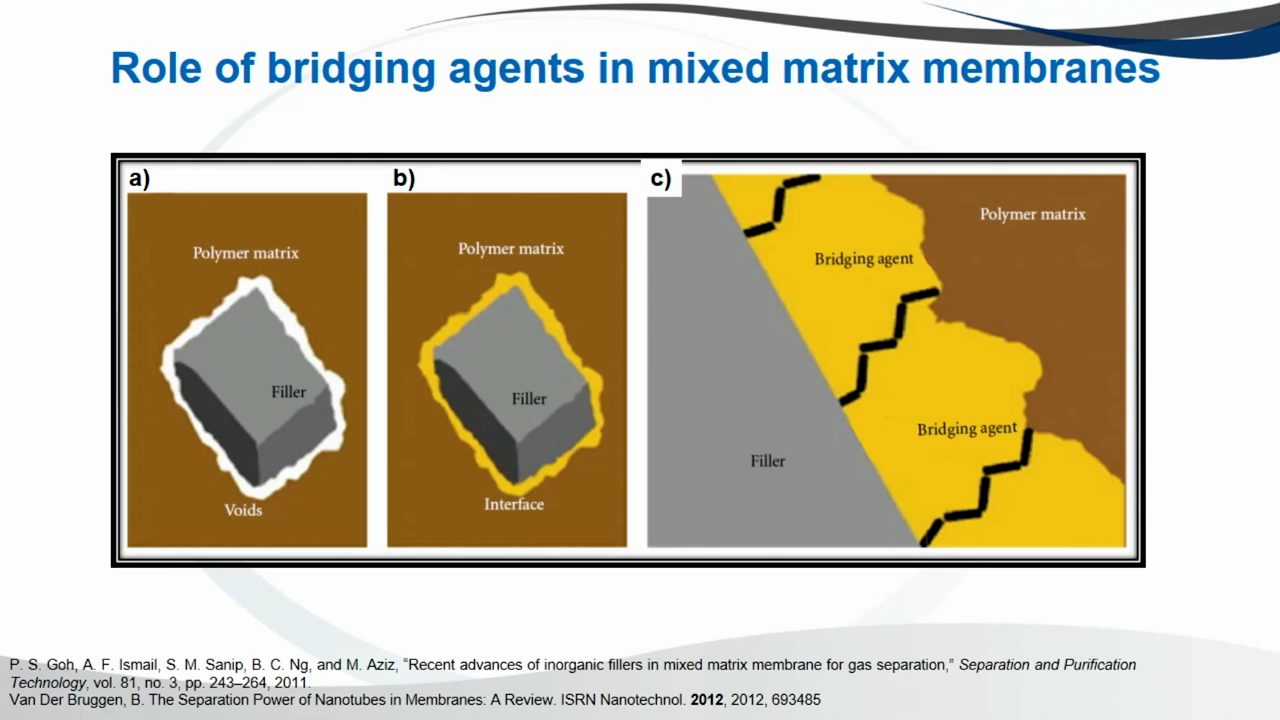 Role of bridging agents in mixed matrix membranes
a)
Polymer matrix
Filler
Voids
b)
Polymer matrix
Filler
Interface
c)
Polymer matrix
Bridging agent
Bridging agent
Filler
P. S. Goh, A. F. Ismail, S. M. Sanip, B. C. Ng, and M. Aziz, “Recent advances of inorganic fillers in mixed matrix membrane for gas separation,” Separation and Purification
Technology, vol. 81, no. 3, pp. 243–264, 2011.
Van Der Bruggen, B. The Separation Power of Nanotubes in Membranes: A Review. ISRN Nanotechnol. 2012, 2012, 693485